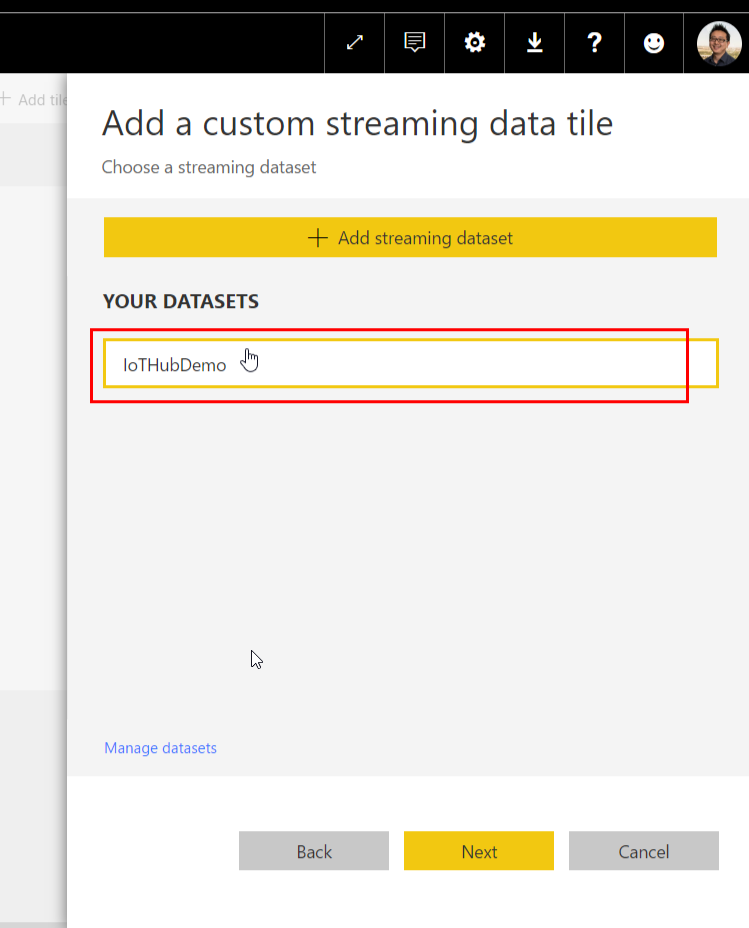 ?
Add tile
Add a custom streaming data tile
Choose a streaming dataset
Add streaming dataset
YOUR DATASETS
IoTHubDemo
Manage datasets
Back
Next
Cancel